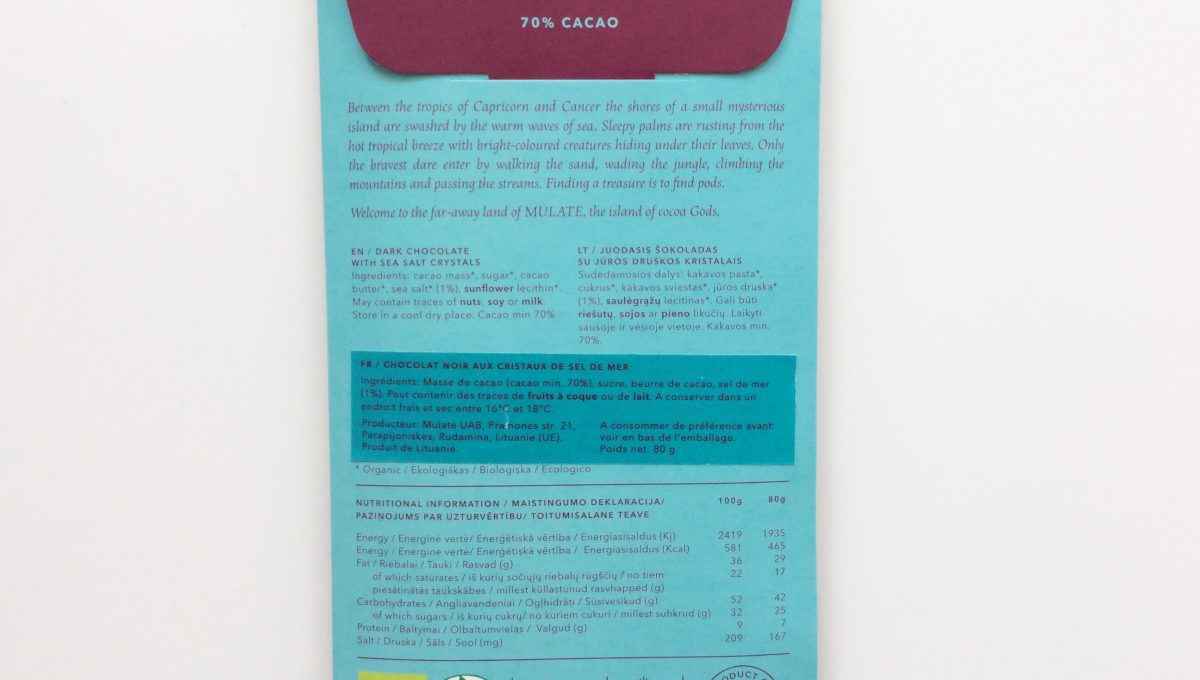 70% CACAO
Between the tropics of Capricorn and Cancer the shores of a small mysterious
island are swashed by the warm waves of sea. Sleepy palms are rusting from the
hot tropical breeze with bright-coloured creatures hiding under their leaves. Only
the bravest dare enter by walking the sand, wading the jungle, climbing the
mountains and passing the streams. Finding a treasure is to find pods.
Welcome to the far-away land of MULATE, the island of cocoa Gods.
EN / DARK CHOCOLATE
WITH SEA SALT CRYSTALS
Ingredients: cacao mass*, sugar*, cacao
butter*, sea salt* (1%), sunflower lecithin*.
May contain traces of nuts, soy or milk.
Store in a cool dry place. Cacao min 70%.
LT / JUODASIS ŠOKOLADAS
SU JŪROS DRUSKOS KRISTALAIS
Sudedamosios dalys: kakavos pasta*,
cukrus*, kakavos sviestas*, jūros druska*
(1%), saulėgrąžų lecitinas*. Gali būti
riešutų, sojos ar pieno likučių. Laikyti
sausoje ir vėsioje vietoje. Kakavos min.
70%.
FR / CHOCOLAT NOIR AUX CRISTAUX DE SEL DE MER
Ingrédients: Masse de cacao (cacao min. 70%), sucre, beurre de cacao, sel de mer
(1%). Peut contenir des traces de fruits à coque ou de lait. A conserver dans un
endroit frais et sec entre 16°C et 18°C.
Producteur: Mulate UAB, Pramones str. 21,
Parapijoniskes, Rudamina, Lituanie (UE).
Produit de Lituanie.
A consommer de préférence avant:
voir en bas de l'emballage.
Poids net: 80 g
* Organic / Ekologiškas / Biologiska / Ecologico
NUTRITIONAL INFORMATION / MAISTINGUMO DEKLARACIJA/ 100g 80g
PAZIŅOJUMS PAR UZTURVĒRTĪBU/ TOITUMISALANE TEAVE
Energy / Energinė vertė/ Enerģētiskā vērtība / Energiasisaldus (Kj) 2419 1935
Energy / Energinė vertė/ Enerģētiskā vērtība / Energiasisaldus (Kcal) 581 465
Fat / Riebalai / Tauki / Rasvad (g) 36 29
of which saturates / iš kurių sočiųjų riebalų rūgščių / no tiem 22 17
piesātinātās taukskābes / millest küllastunud rasvhapped (g)
Carbohydrates / Angliavandeniai / Ogļhidrāti / Süsivesikud (g) 52 42
of which sugars / iš kurių cukrų/ no kuriem cukuri / millest suhkrud (g) 32 25
Protein / Baltymai / Olbaltumvielas / Valgud (g) 9 7
Salt / Druska / Sāls / Sool (mg) 209 167